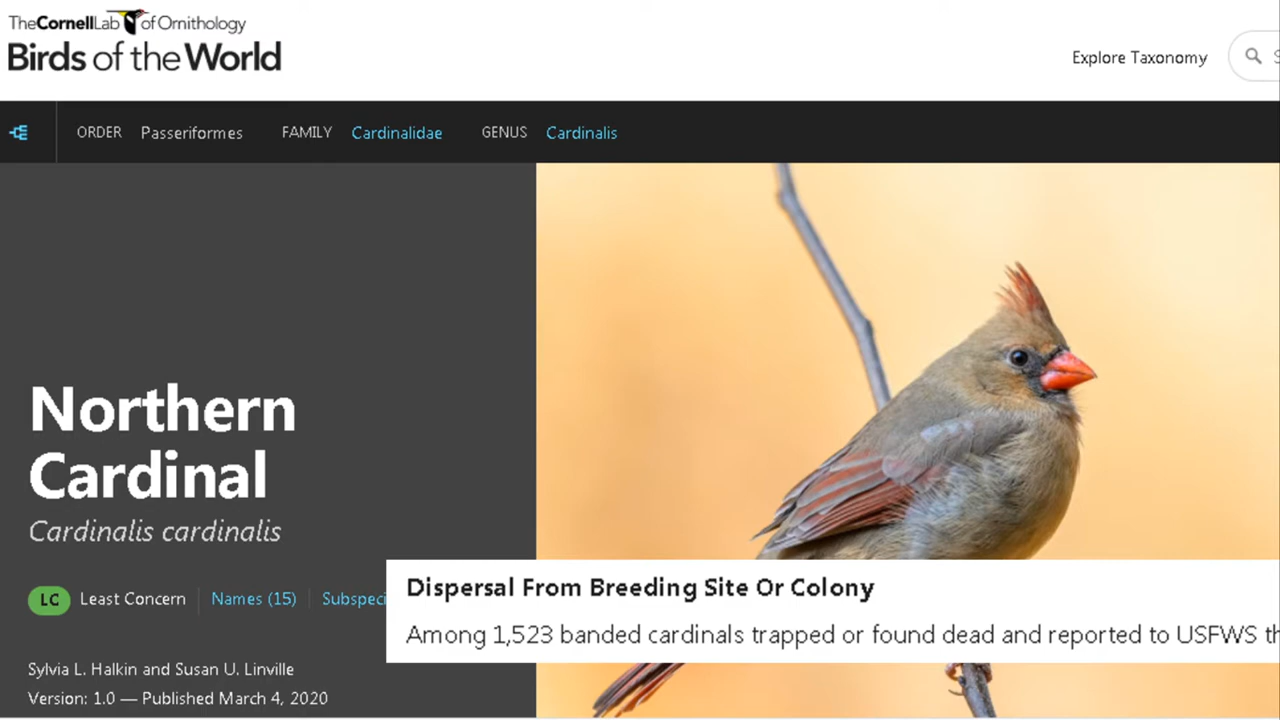 TheCornellLab of Ornithology
Birds of the World
Explore Taxonomy
ORDER Passeriformes FAMILY Cardinalidae GENUS Cardinalis
Northern
Cardinal
Cardinalis cardinalis
LC Least Concern Names (15) Subspeci
Dispersal From Breeding Site Or Colony
Among 1,523 banded cardinals trapped or found dead and reported to USFWS th
Sylvia L. Halkin and Susan U. Linville
Version: 1.0 — Published March 4, 2020